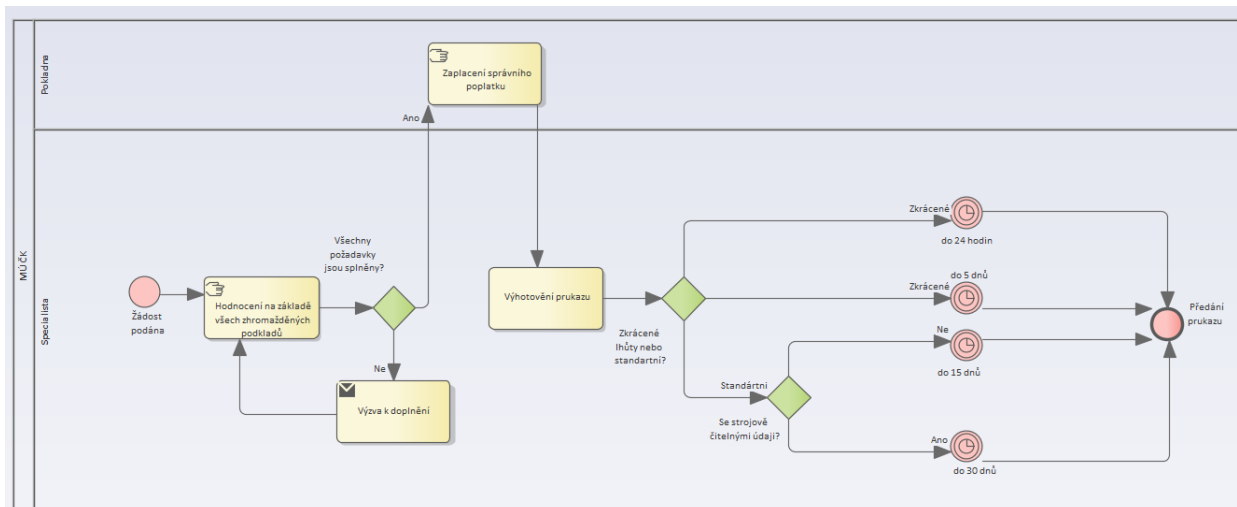 MÚČK
Pokladna
Zaplacení správního
poplatku
Ano
Specialista
Žádost
podána
Hodnocení na základě
všech zhromažděných
podkladů
Všechny
požadavky
jsou splněny?
Ne
Výzva k doplnění
Výhotovění prukazu
Zkrácené
lhůty nebo
standartní?
Zkrácené
do 24 hodin
do 5 dnů
Zkrácené
Standártni
Se strojově
čitelnými údaji?
Ne
do 15 dnů
Ano
do 30 dnů
Předání
prukazu